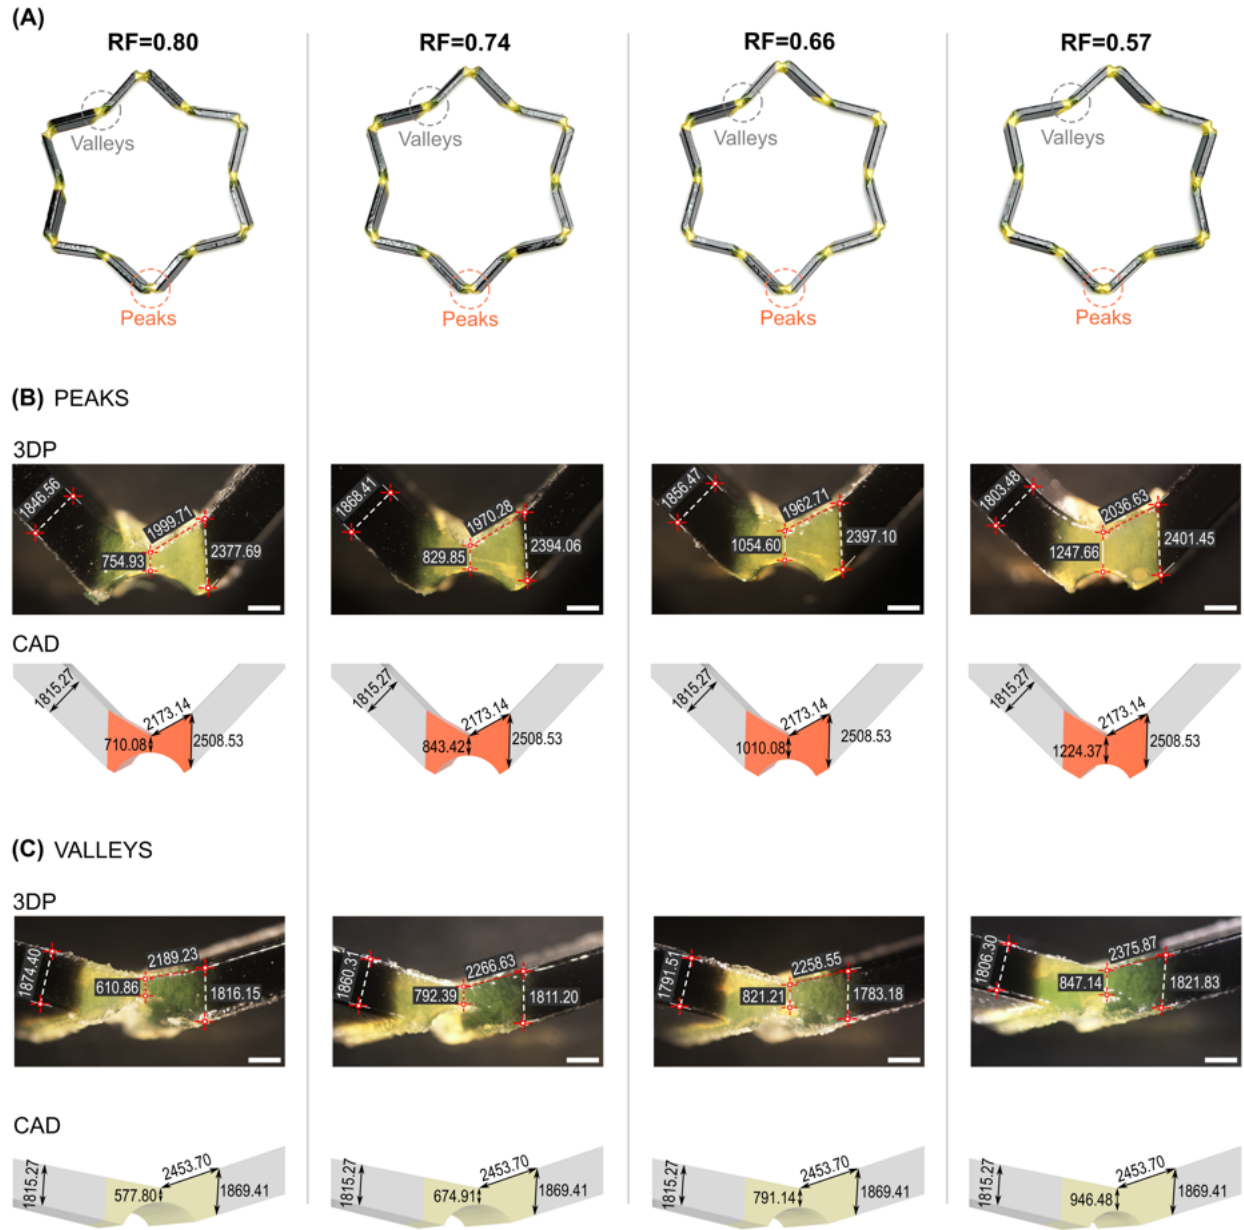 (A)
RF=0.80 RF=0.74 RF=0.66 RF=0.57
Valleys Valleys Valleys Valleys
Peaks Peaks Peaks Peaks
(B) PEAKS
3DP
1846.56 1999.71 754.93 2377.69
1868.41 1970.28 829.85 2394.06
1856.47 1962.71 1054.60 2397.10
1803.48 2036.63 1247.66 2401.45
CAD
1815.27 2173.14 710.08 2508.53
1815.27 2173.14 843.42 2508.53
1815.27 2173.14 1010.08 2508.53
1815.27 2173.14 1224.37 2508.53
(C) VALLEYS
3DP
1874.40 2189.23 610.86 1816.15
1860.31 2266.63 792.39 1811.20
1791.51 2258.55 821.21 1783.18
1806.30 2375.87 847.14 1821.83
CAD
1815.27 2453.70 577.80 1869.41
1815.27 2453.70 674.91 1869.41
1815.27 2453.70 791.14 1869.41
1815.27 2453.70 946.48 1869.41